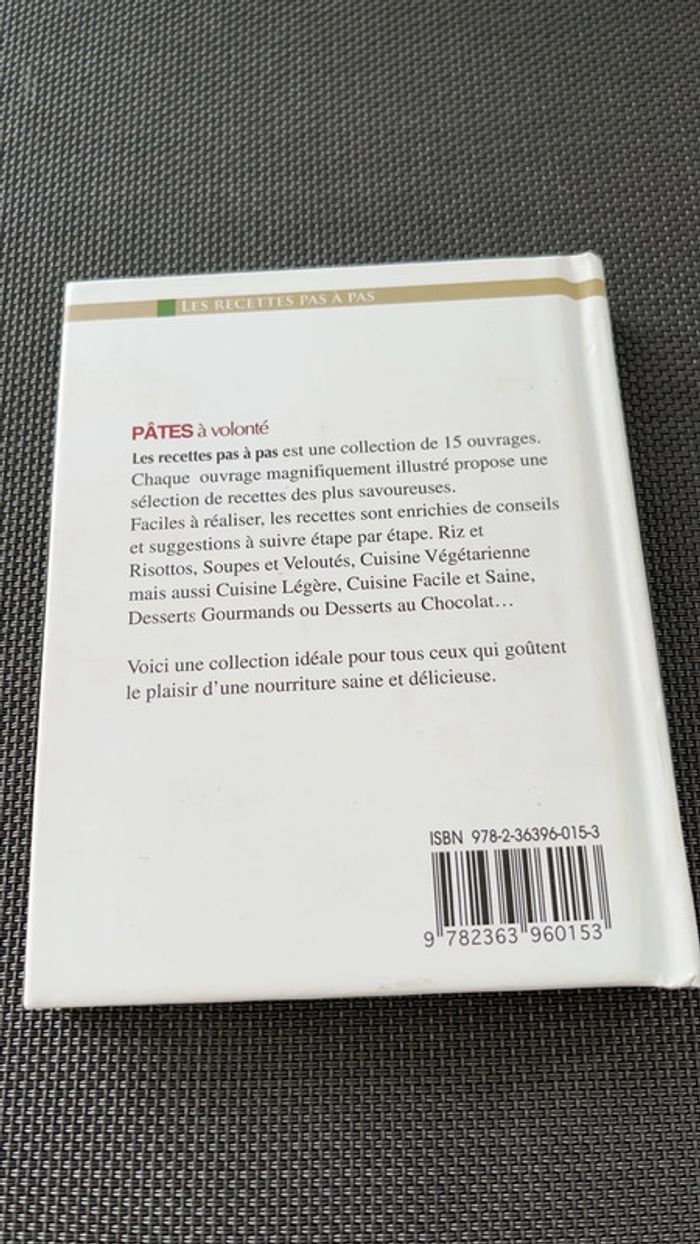 LES RECETTES PAS À PAS
PÂTES à volonté
Les recettes pas à pas est une collection de 15 ouvrages.
Chaque ouvrage magnifiquement illustré propose une
sélection de recettes des plus savoureuses.
Faciles à réaliser, les recettes sont enrichies de conseils
et suggestions à suivre étape par étape. Riz et
Risottos, Soupes et Veloutés, Cuisine Végétarienne
mais aussi Cuisine Légère, Cuisine Facile et Saine,
Desserts Gourmands ou Desserts au Chocolat…
Voici une collection idéale pour tous ceux qui goûtent
le plaisir d'une nourriture saine et délicieuse.
ISBN 978-2-36396-015-3
9 782363 960153